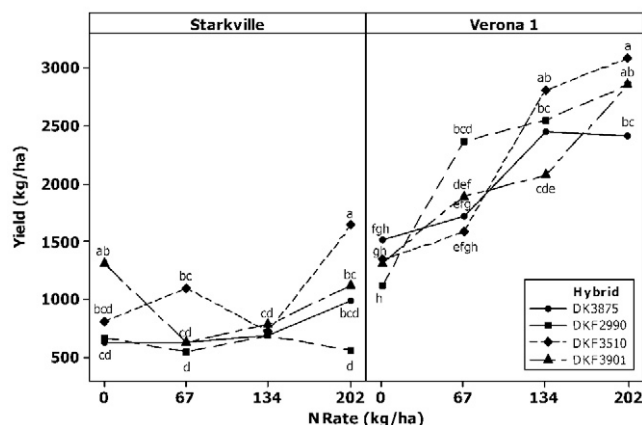 Starkville Verona 1
Yield (kg/ha)
3000
2500
2000
1500
1000
500
ab
bcd
cd
bc
cd
d
cd
a
bc
bcd
d
fgh
gh
h
bcd
def
efg
efgh
ab
bc
cde
a
ab
bc
Hybrid
DK3875
DKF2990
DKF3510
DKF3901
0 67 134 202 0 67 134 202
N Rate (kg/ha)